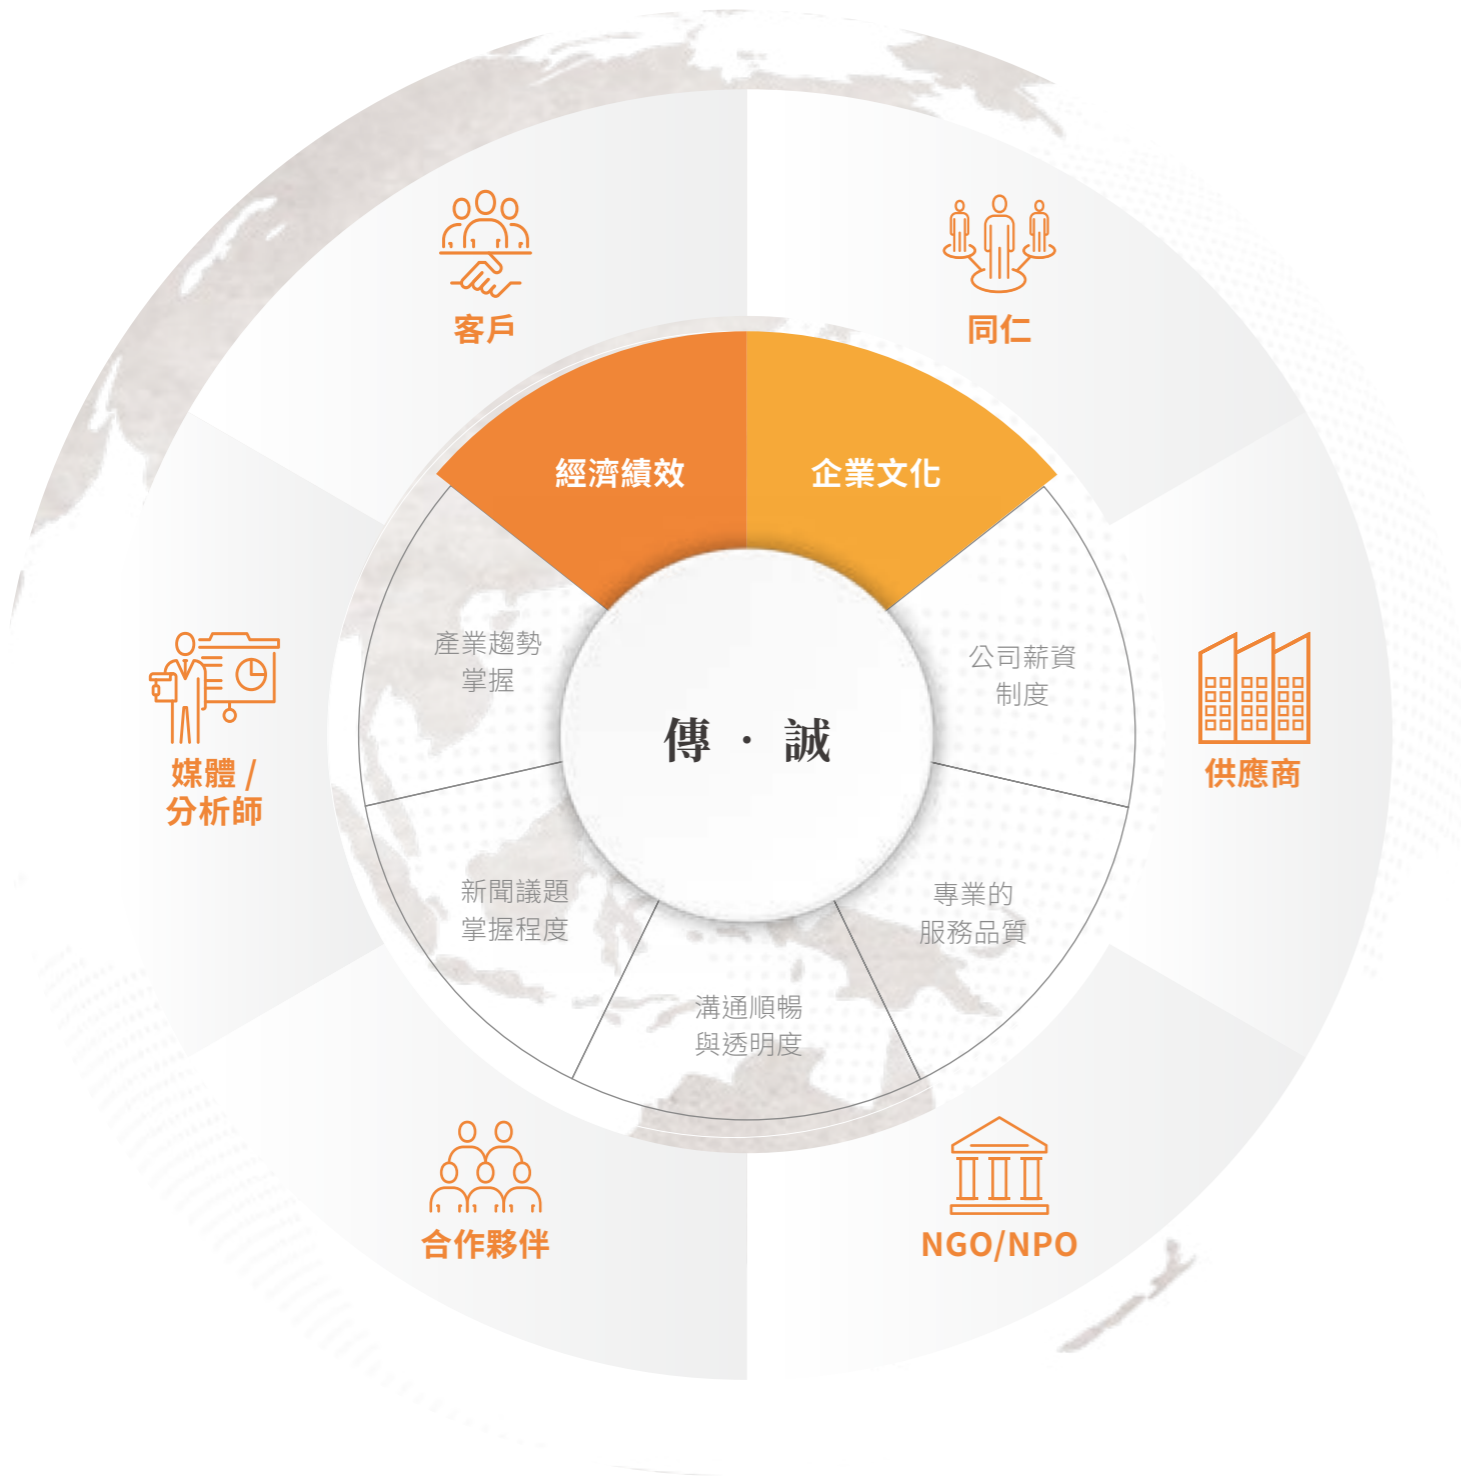 客戶
同仁
經濟績效
企業文化
產業趨勢
掌握
公司薪資
制度
傳 · 誠
媒體 /
分析師
供應商
新聞議題
掌握程度
專業的
服務品質
溝通順暢
與透明度
合作夥伴
NGO/NPO